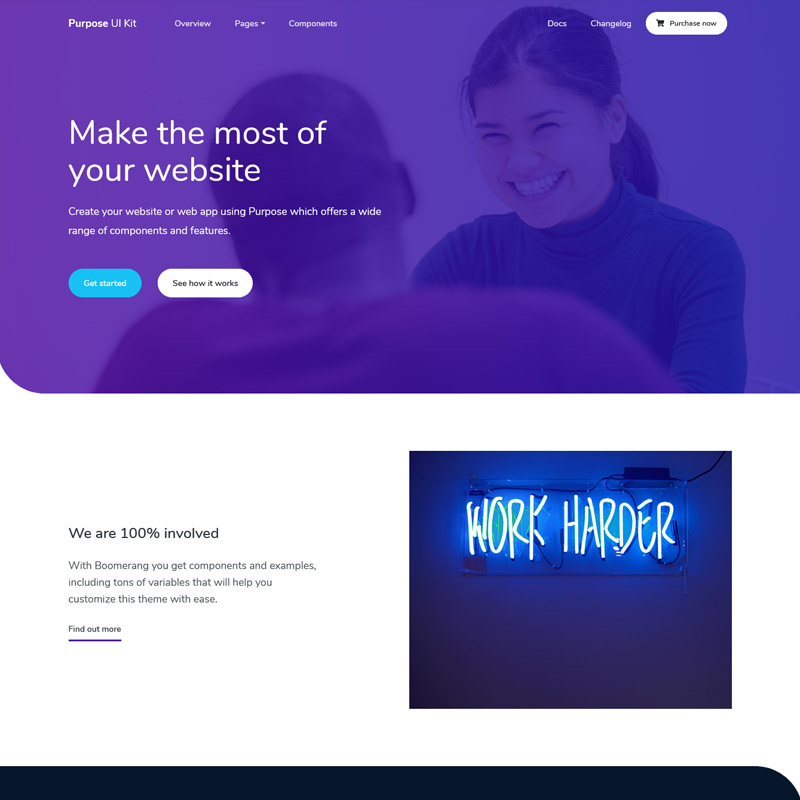 Purpose UI Kit Overview Pages Components Docs Changelog Purchase now
Make the most of
your website
Create your website or web app using Purpose which offers a wide
range of components and features.
Get started See how it works
WORK HARDER
We are 100% involved
With Boomerang you get components and examples,
including tons of variables that will help you
customize this theme with ease.
Find out more